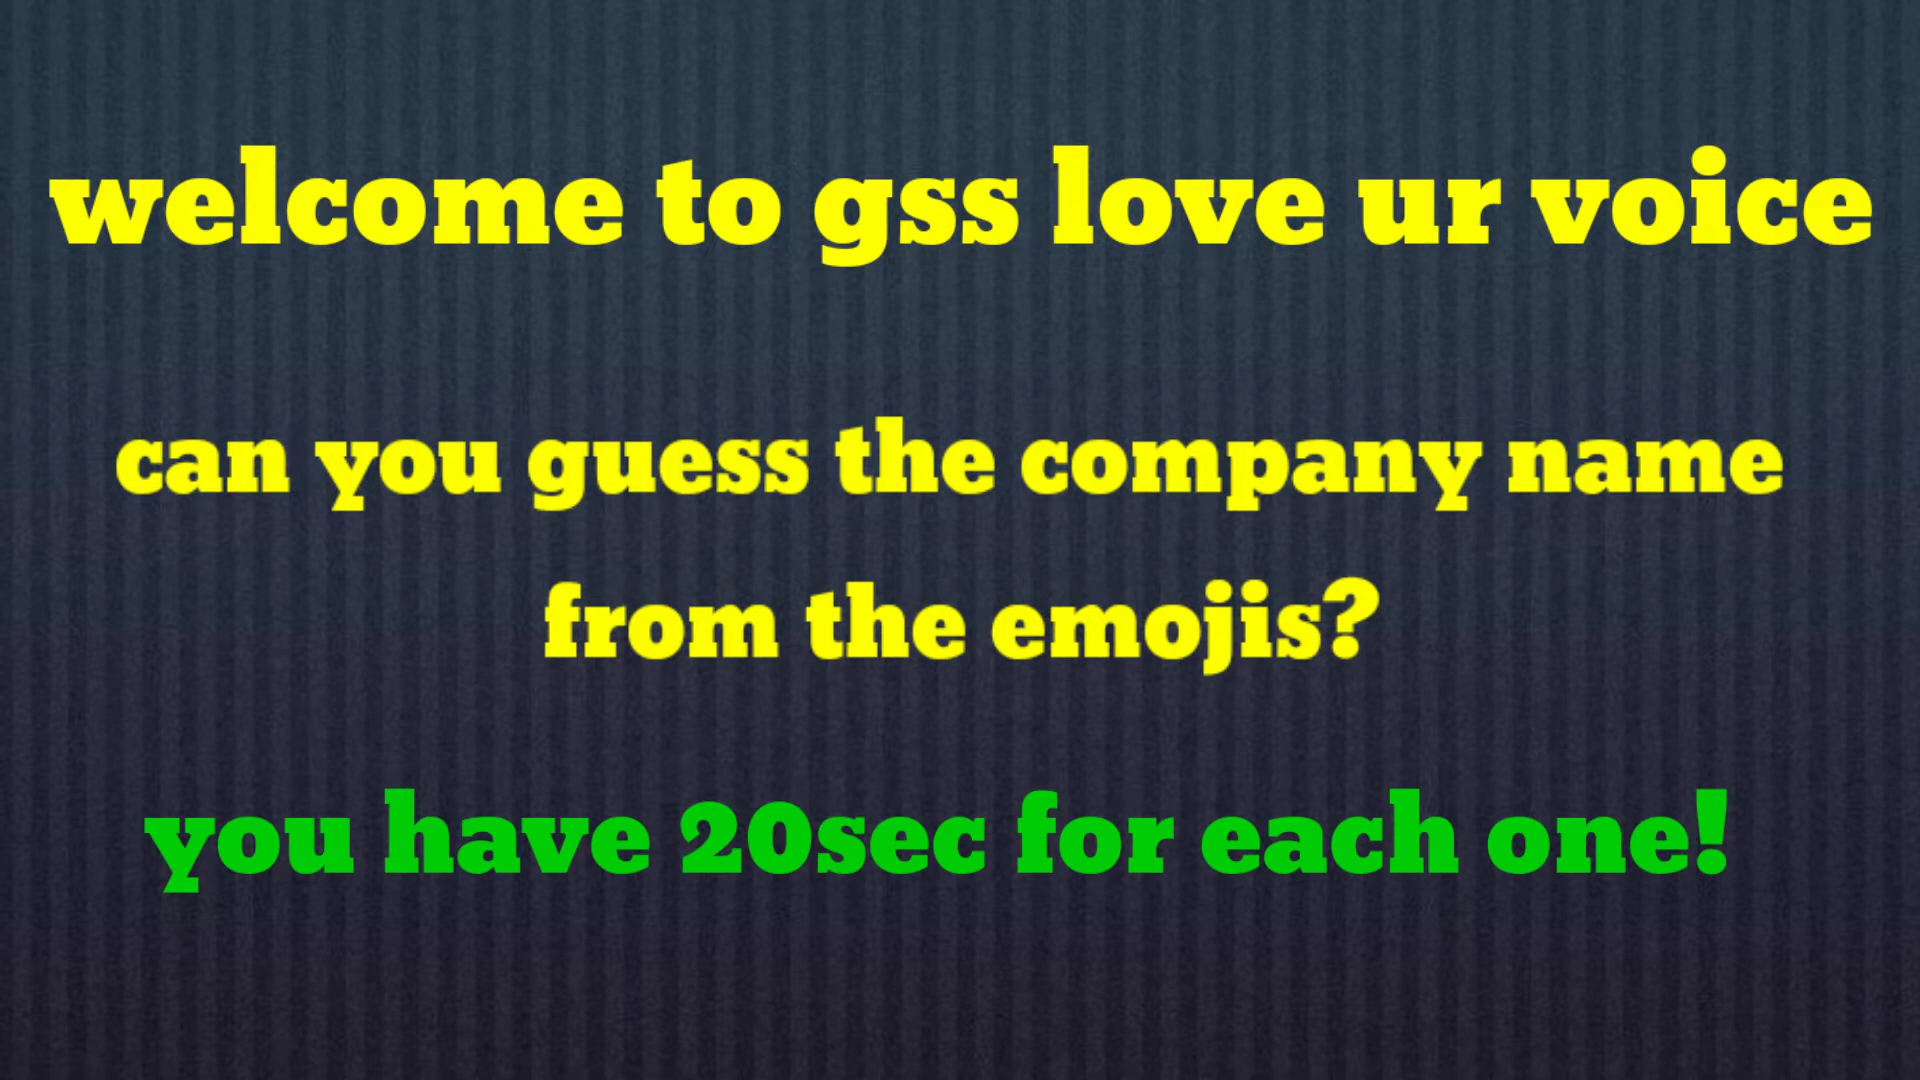 welcome to gss love ur voice
can you guess the company name
from the emojis?
you have 20sec for each one!